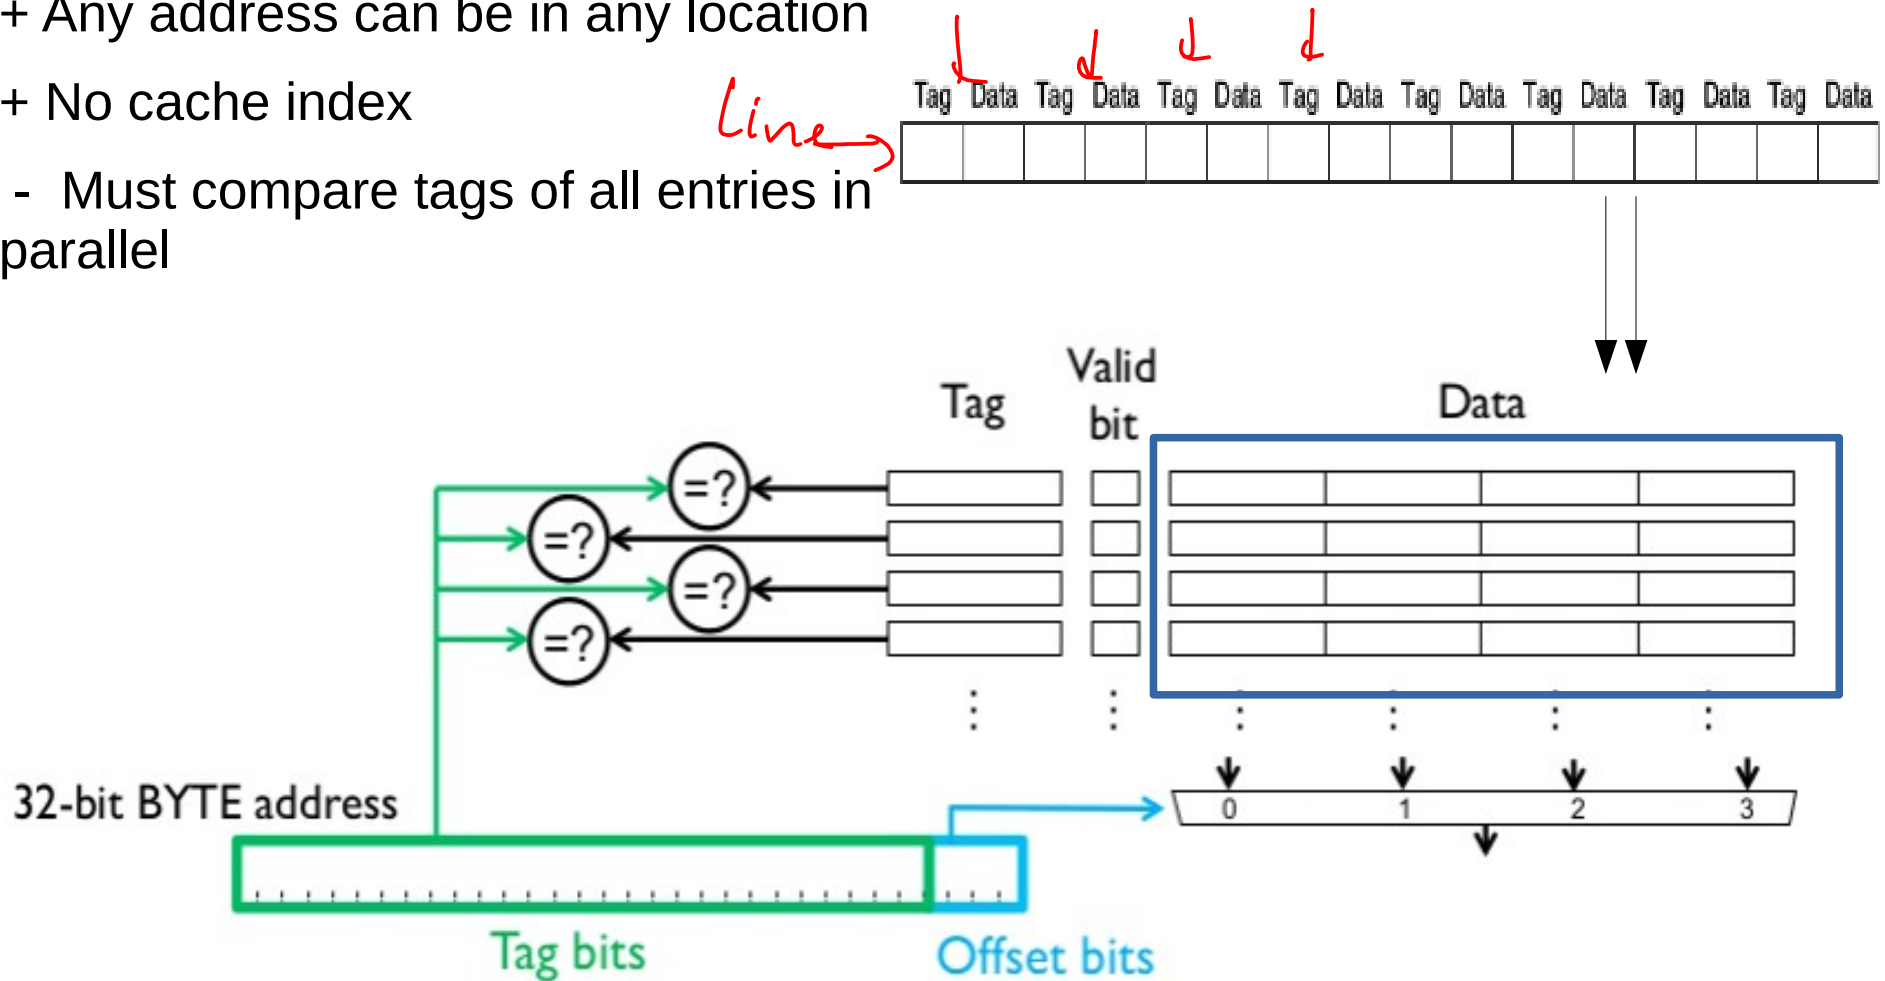 + Any address can be in any location
+ No cache index
- Must compare tags of all entries in
parallel
Line
Tag Data Tag Data Tag Data Tag Data Tag Data Tag Data Tag Data Tag Data
Tag
Valid
bit
Data
=?
=?
=?
=?
32-bit BYTE address
0 1 2 3
Tag bits
Offset bits